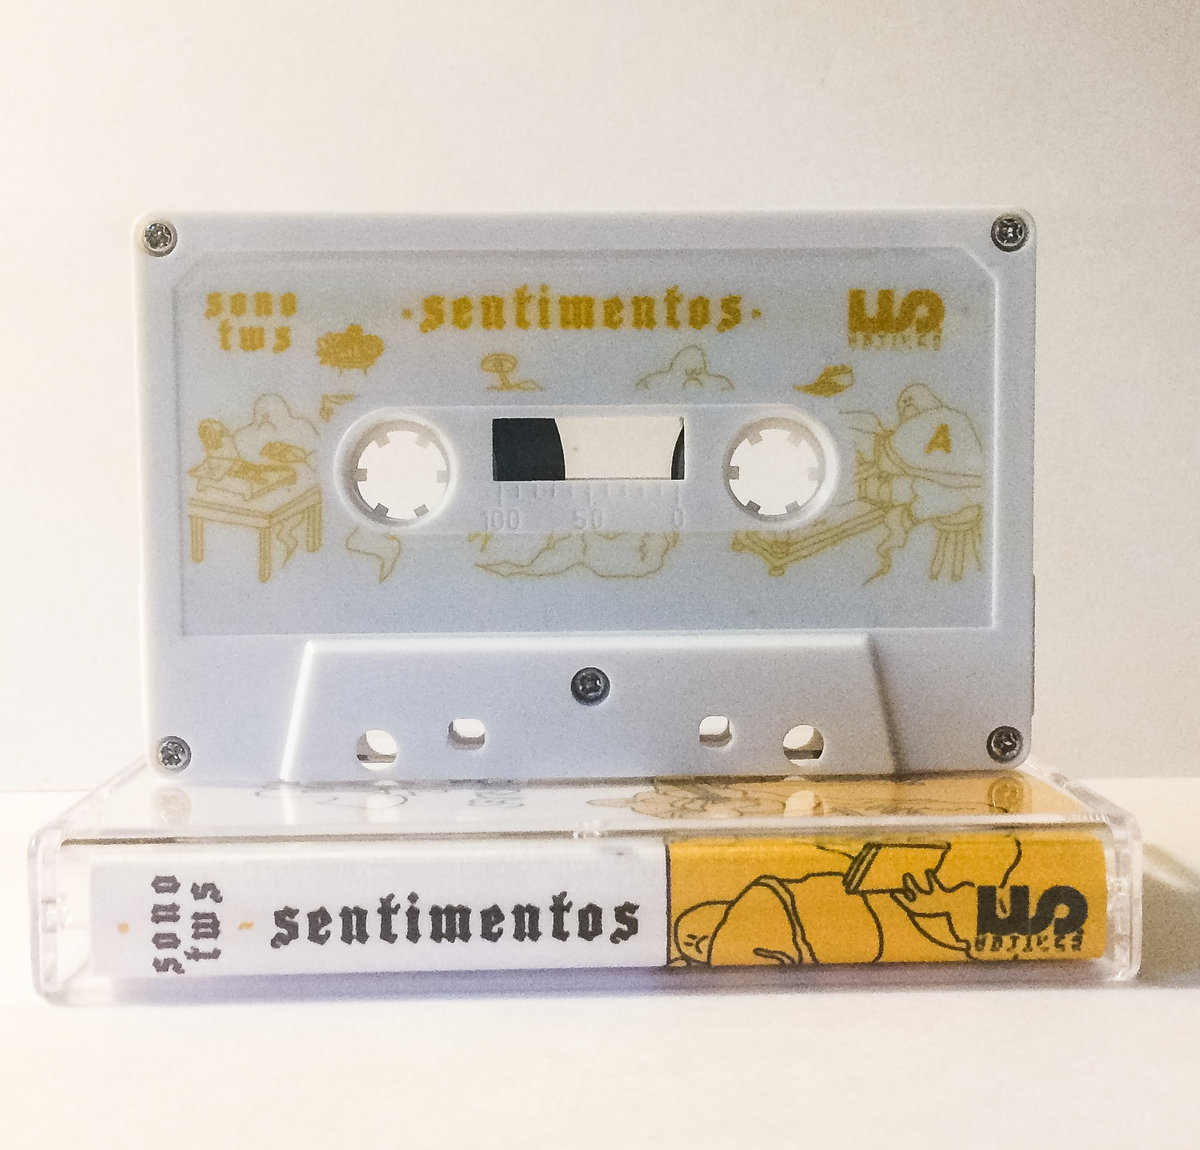 sono
tws
·sentimentos·
A
100 50 0
sono
tws
sentimentos